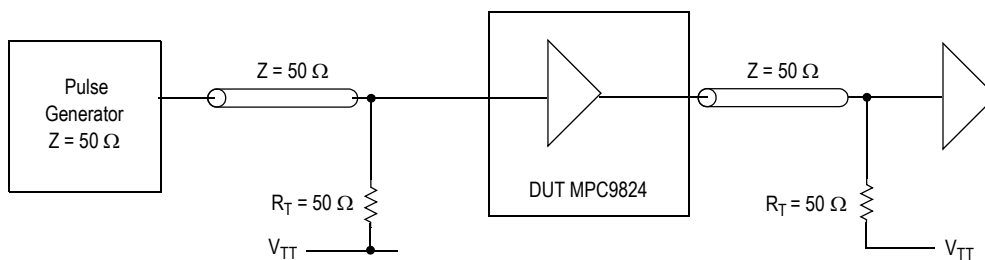 Pulse
Generator
Z = 50 Ω
Z = 50 Ω
R_T = 50 Ω
V_TT
DUT MPC9824
Z = 50 Ω
R_T = 50 Ω
V_TT